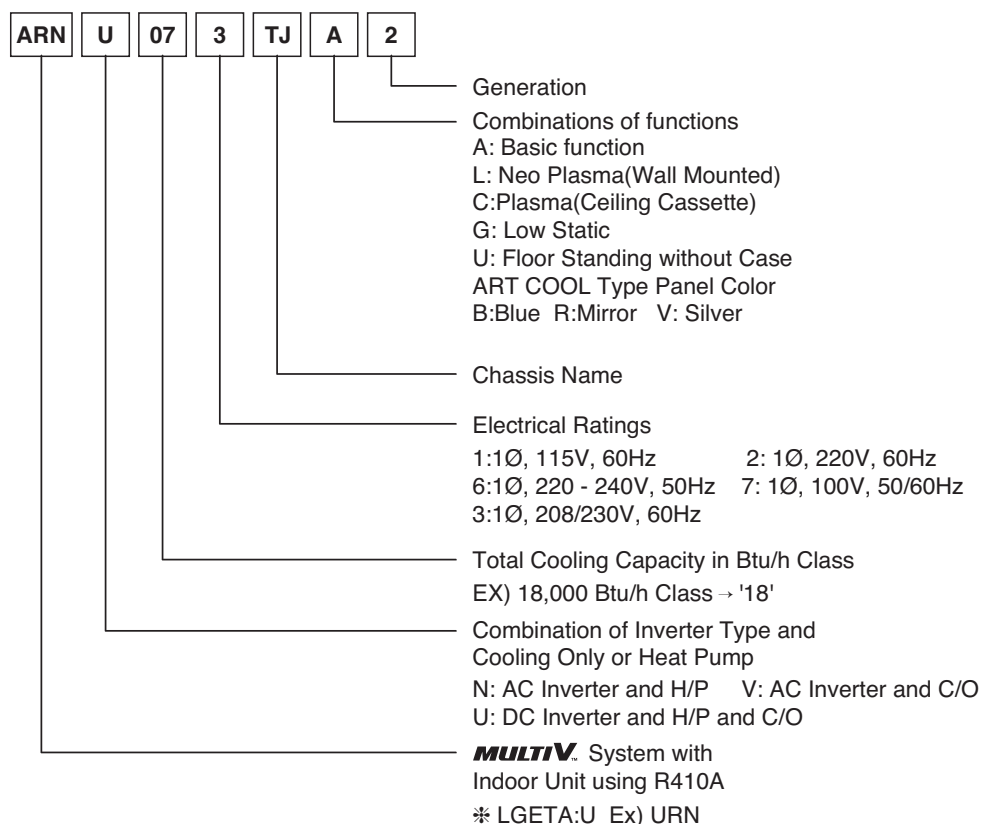 ARN U 07 3 TJ A 2
Generation
Combinations of functions
A: Basic function
L: Neo Plasma(Wall Mounted)
C:Plasma(Ceiling Cassette)
G: Low Static
U: Floor Standing without Case
ART COOL Type Panel Color
B:Blue R:Mirror V: Silver
Chassis Name
Electrical Ratings
1:1Ø, 115V, 60Hz 2: 1Ø, 220V, 60Hz
6:1Ø, 220 - 240V, 50Hz 7: 1Ø, 100V, 50/60Hz
3:1Ø, 208/230V, 60Hz
Total Cooling Capacity in Btu/h Class
EX) 18,000 Btu/h Class → '18'
Combination of Inverter Type and
Cooling Only or Heat Pump
N: AC Inverter and H/P V: AC Inverter and C/O
U: DC Inverter and H/P and C/O
MULTI V™ System with
Indoor Unit using R410A
❈ LGETA:U Ex) URN